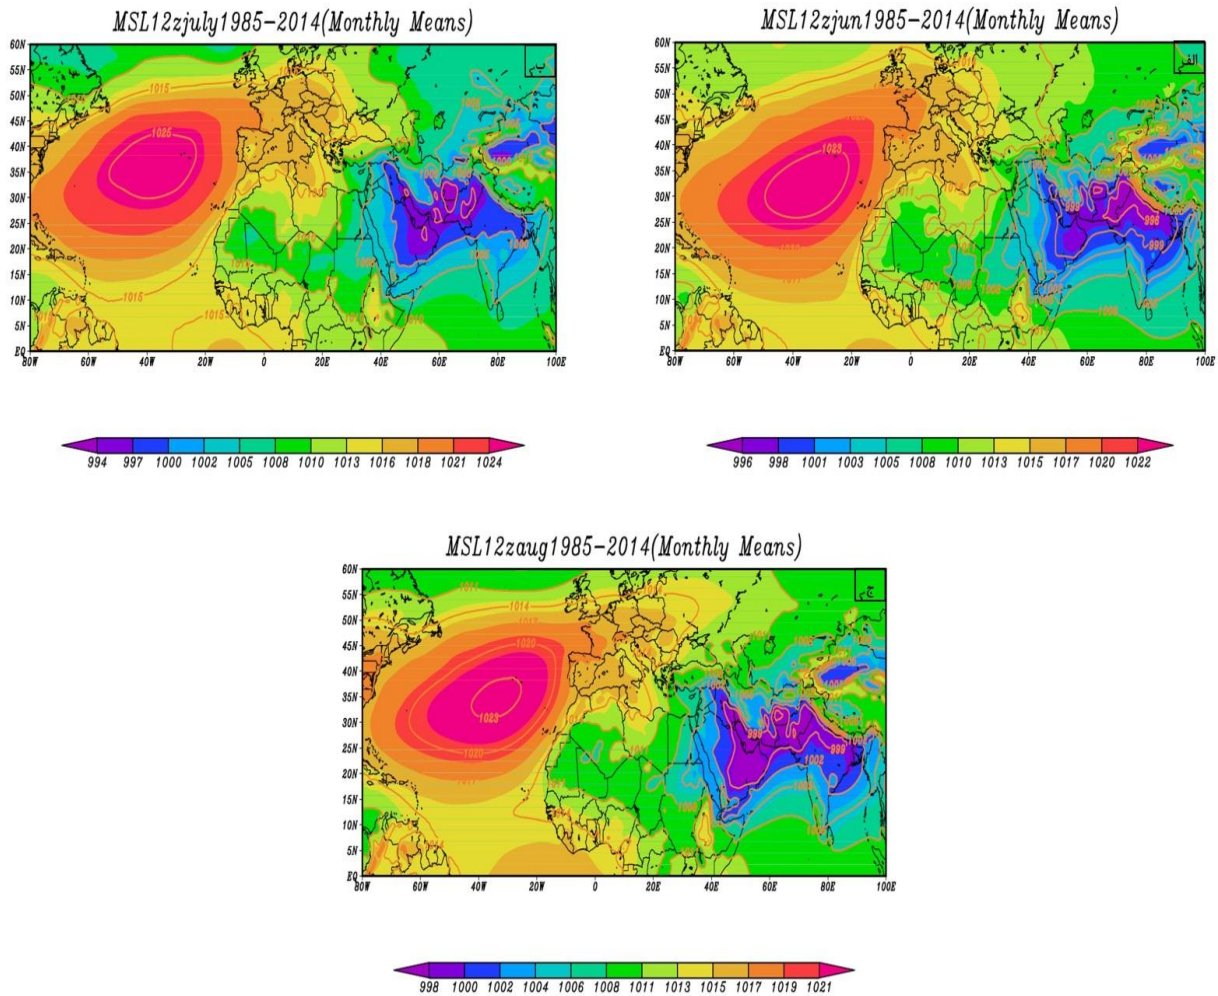 MSL12zjuly1985-2014(Monthly Means)
60N
55N
50N
45N
40N
35N
30N
25N
20N
15N
10N
5N
EQ
80W 60W 40W 20W 0 20E 40E 60E 80E 100E
ب
1015
1025
1015
1015
1000
994 997 1000 1002 1005 1008 1010 1013 1016 1018 1021 1024
MSL12zjun1985-2014(Monthly Means)
60N
55N
50N
45N
40N
35N
30N
25N
20N
15N
10N
5N
EQ
80W 60W 40W 20W 0 20E 40E 60E 80E 100E
1023
999
996 998 1001 1003 1005 1008 1010 1013 1015 1017 1020 1022
MSL12zaug1985-2014(Monthly Means)
60N
55N
50N
45N
40N
35N
30N
25N
20N
15N
10N
5N
EQ
80W 60W 40W 20W 0 20E 40E 60E 80E 100E
ج
1011
1014
1020
1023
1020
999
999
1002
998 1000 1002 1004 1006 1008 1011 1013 1015 1017 1019 1021